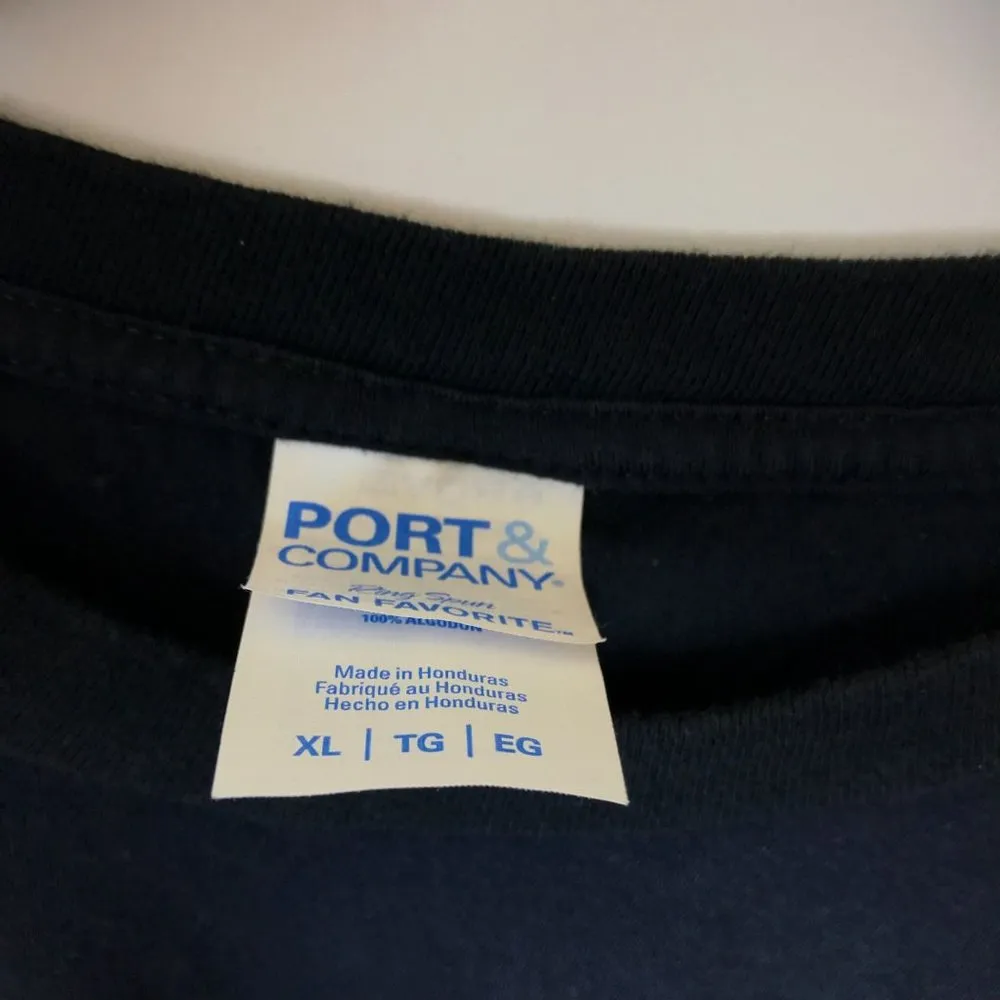 PORT &
COMPANY®
Ring Spun
FAN FAVORITE™
100% ALGODON
Made in Honduras
Fabriqué au Honduras
Hecho en Honduras
XL | TG | EG